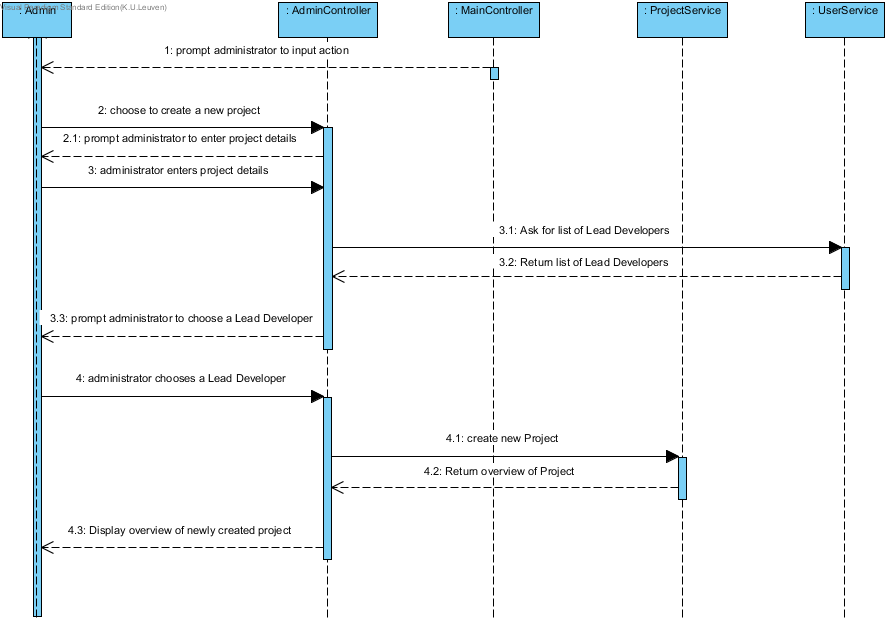 Visual Paradigm Standard Edition(K.U.Leuven)
: Admin
: AdminController
: MainController
: ProjectService
: UserService
1: prompt administrator to input action
2: choose to create a new project
2.1: prompt administrator to enter project details
3: administrator enters project details
3.1: Ask for list of Lead Developers
3.2: Return list of Lead Developers
3.3: prompt administrator to choose a Lead Developer
4: administrator chooses a Lead Developer
4.1: create new Project
4.2: Return overview of Project
4.3: Display overview of newly created project